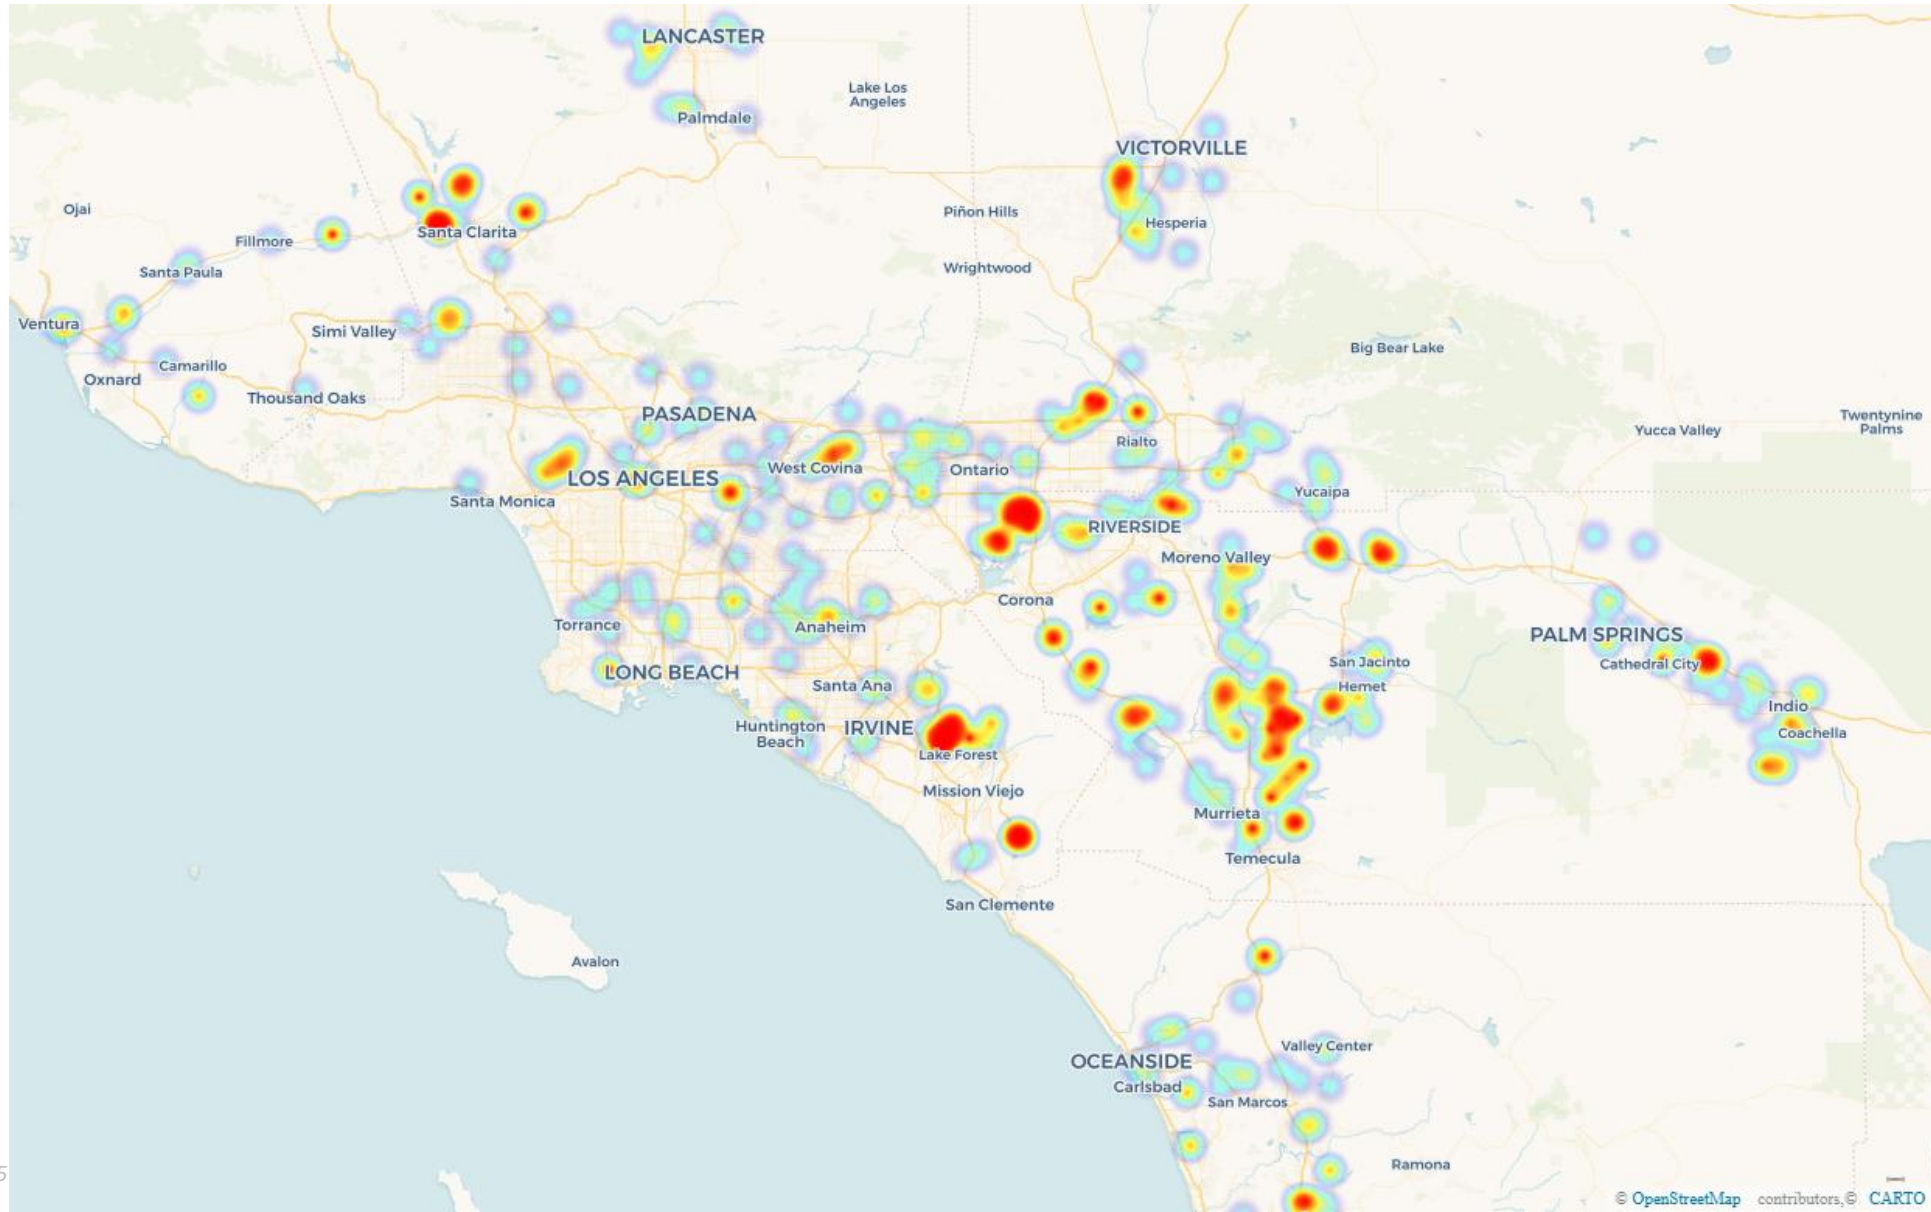 LANCASTER
Lake Los
Angeles
Palmdale
VICTORVILLE
Ojai
Piñon Hills
Hesperia
Santa Clarita
Fillmore
Wrightwood
Santa Paula
Ventura
Simi Valley
Big Bear Lake
Camarillo
Oxnard
Thousand Oaks
PASADENA
Twentynine
Palms
Yucca Valley
Rialto
West Covina
Ontario
LOS ANGELES
Yucaipa
Santa Monica
RIVERSIDE
Moreno Valley
Corona
Torrance
Anaheim
PALM SPRINGS
San Jacinto
Cathedral City
LONG BEACH
Santa Ana
Hemet
Indio
Huntington
Beach
IRVINE
Coachella
Lake Forest
Mission Viejo
Murrieta
Temecula
San Clemente
Avalon
Valley Center
OCEANSIDE
Carlsbad
San Marcos
Ramona
5
© OpenStreetMap contributors,© CARTO